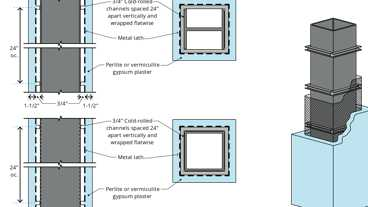 3/4" Cold-rolled
channels spaced 24"
apart vertically and
wrapped flatwise
Metal lath
Perlite or vermiculite
gypsum plaster
24"
oc.
1-1/2"
3/4"
1-1/2"
3/4" Cold-rolled
channels spaced 24"
apart vertically and
wrapped flatwise
Metal lath
Perlite or vermiculite
gypsum plaster
24"
oc.